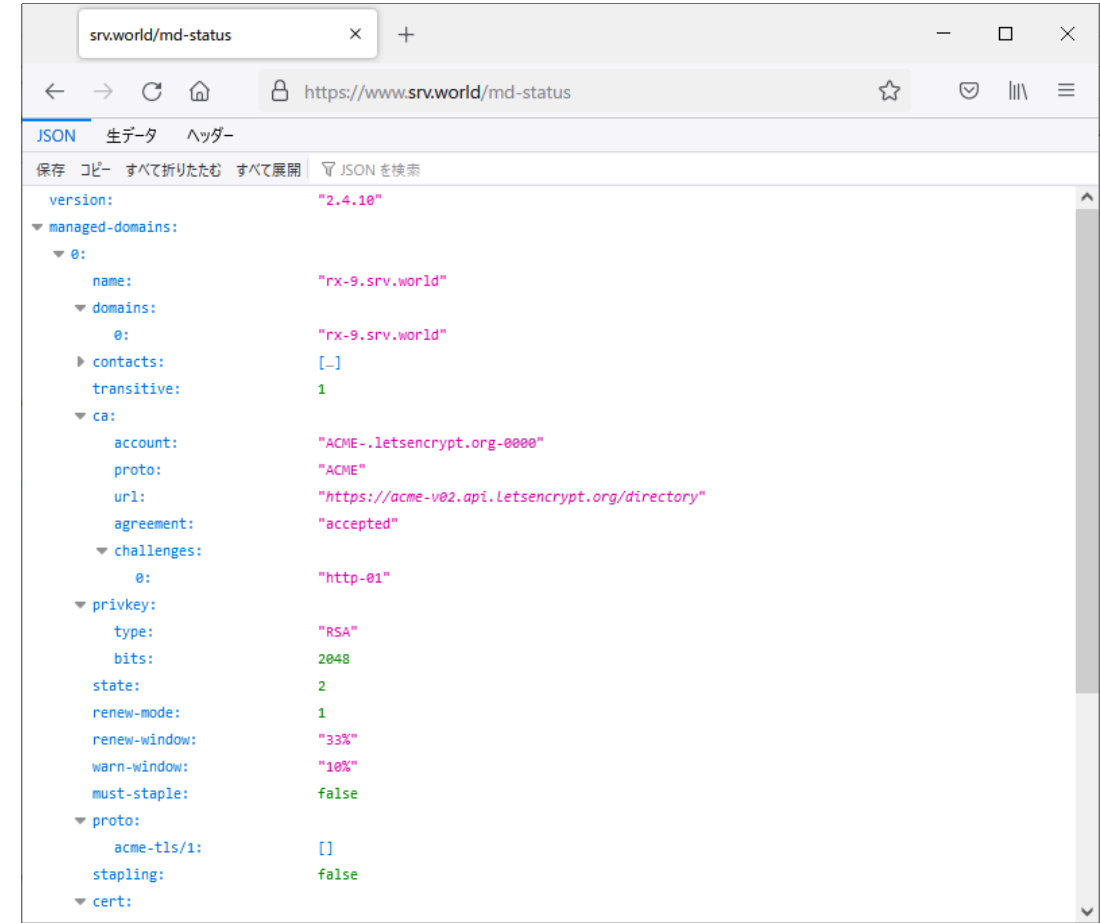 srv.world/md-status
https://www.srv.world/md-status
JSON 生データ ヘッダー
保存 コピー すべて折りたたむ すべて展開 JSON を検索
version: "2.4.10"
managed-domains:
0:
name: "rx-9.srv.world"
domains:
0: "rx-9.srv.world"
contacts: […]
transitive: 1
ca:
account: "ACME-.letsencrypt.org-0000"
proto: "ACME"
url: "https://acme-v02.api.letsencrypt.org/directory"
agreement: "accepted"
challenges:
0: "http-01"
privkey:
type: "RSA"
bits: 2048
state: 2
renew-mode: 1
renew-window: "33%"
warn-window: "10%"
must-staple: false
proto:
acme-tls/1: []
stapling: false
cert: